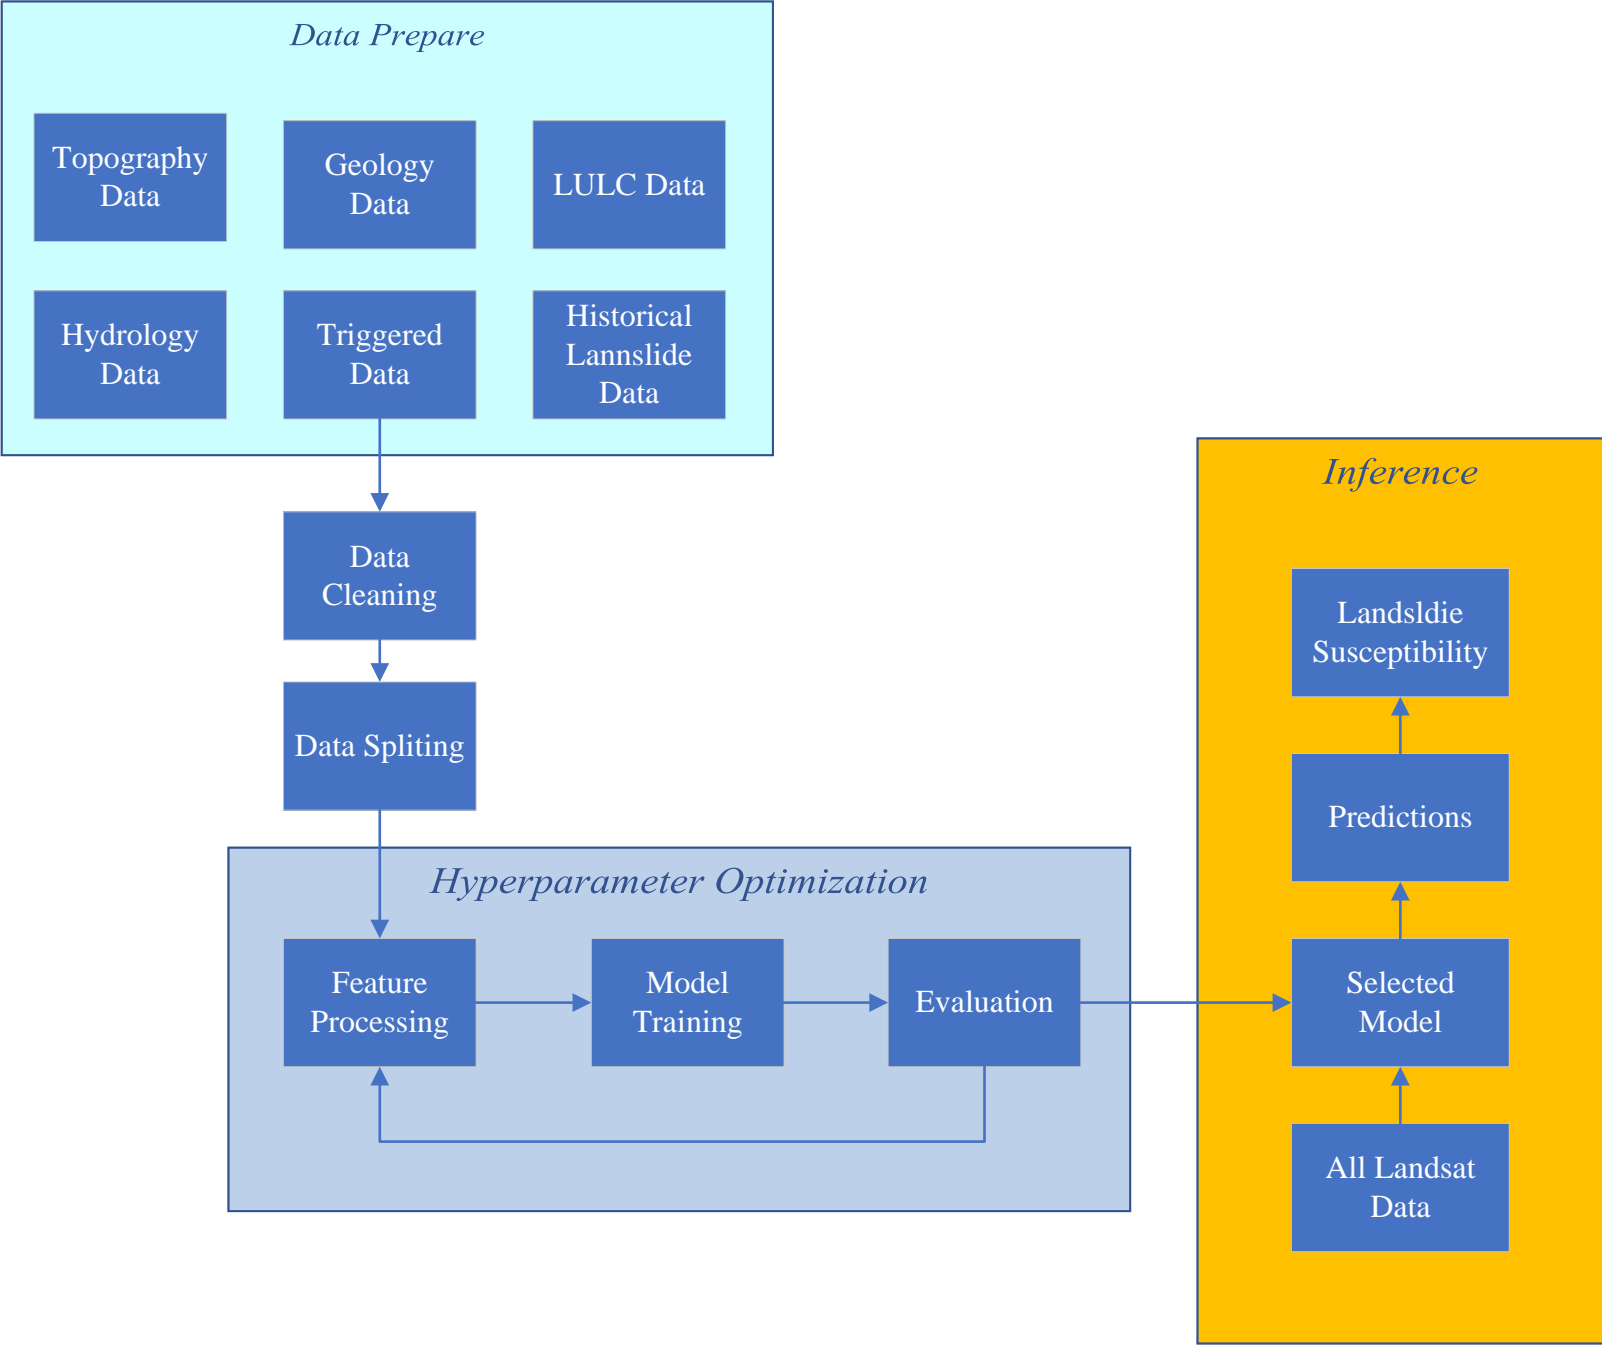 Data Prepare
Topography
Data
Geology
Data
LULC Data
Hydrology
Data
Triggered
Data
Historical
Lannslide
Data
Data
Cleaning
Data Spliting
Hyperparameter Optimization
Feature
Processing
Model
Training
Evaluation
Inference
Landsldie
Susceptibility
Predictions
Selected
Model
All Landsat
Data